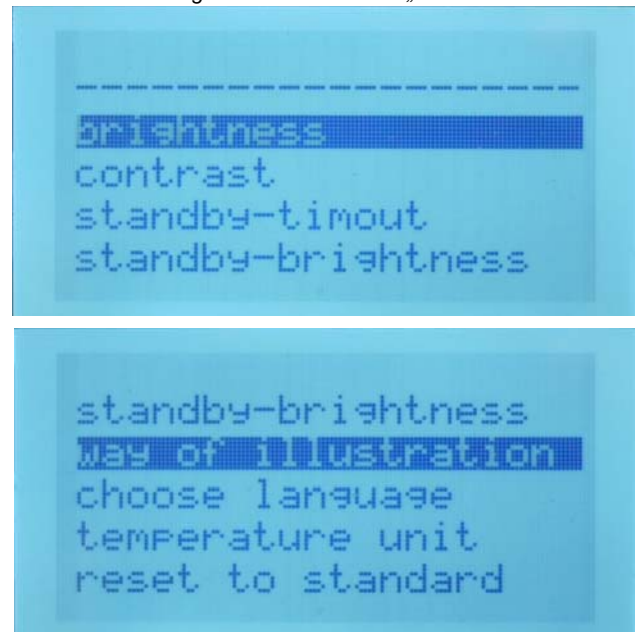 --------------------
brightness
contrast
standby-timout
standby-brightness
standby-brightness
way of illustration
choose language
temperature unit
reset to standard